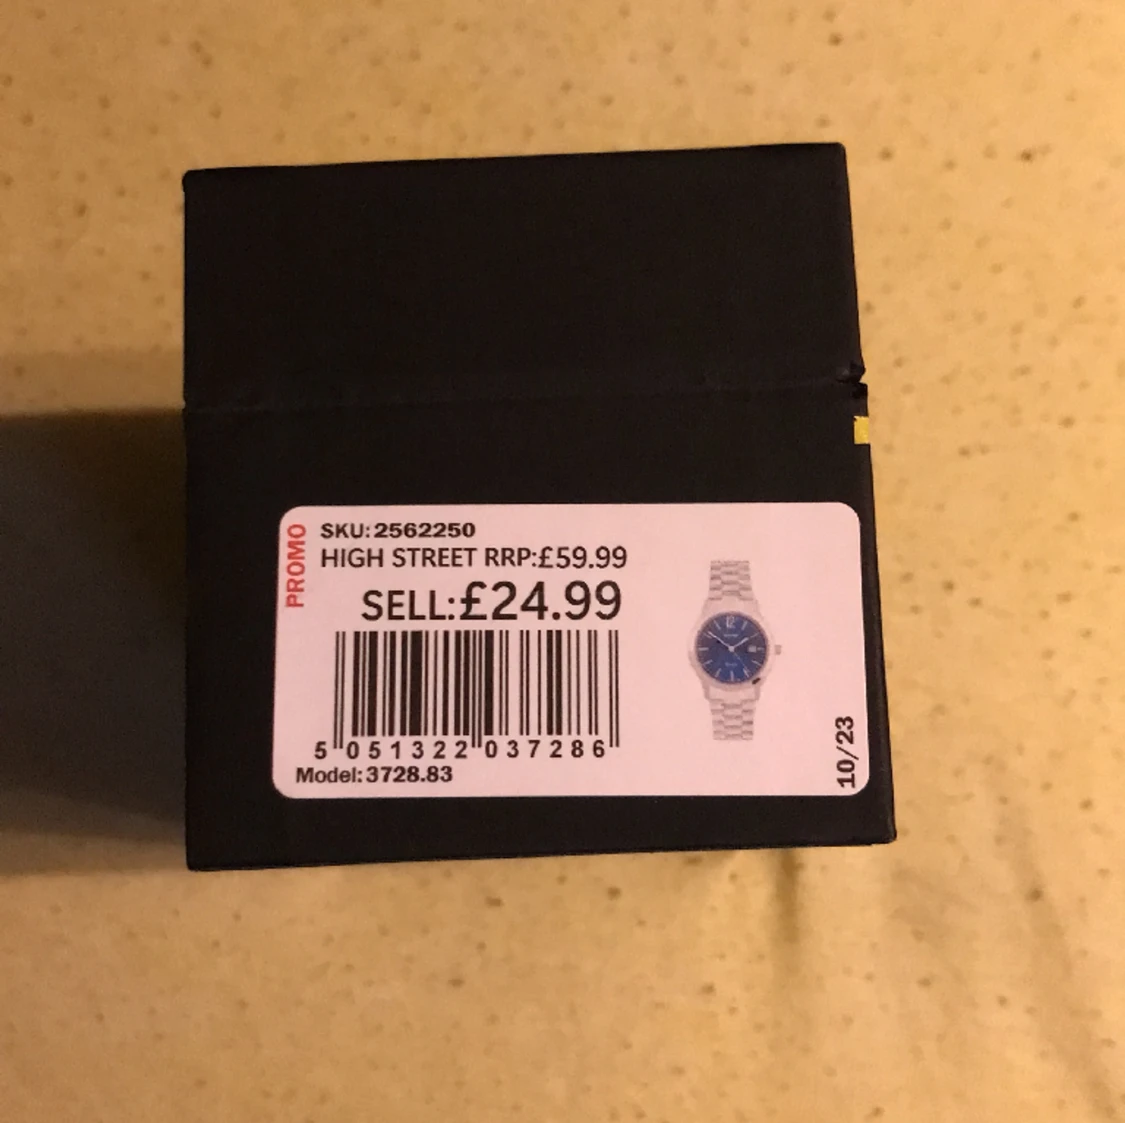 PROMO
SKU:2562250
HIGH STREET RRP:£59.99
SELL:£24.99
5 051322 037286
Model:3728.83
10/23